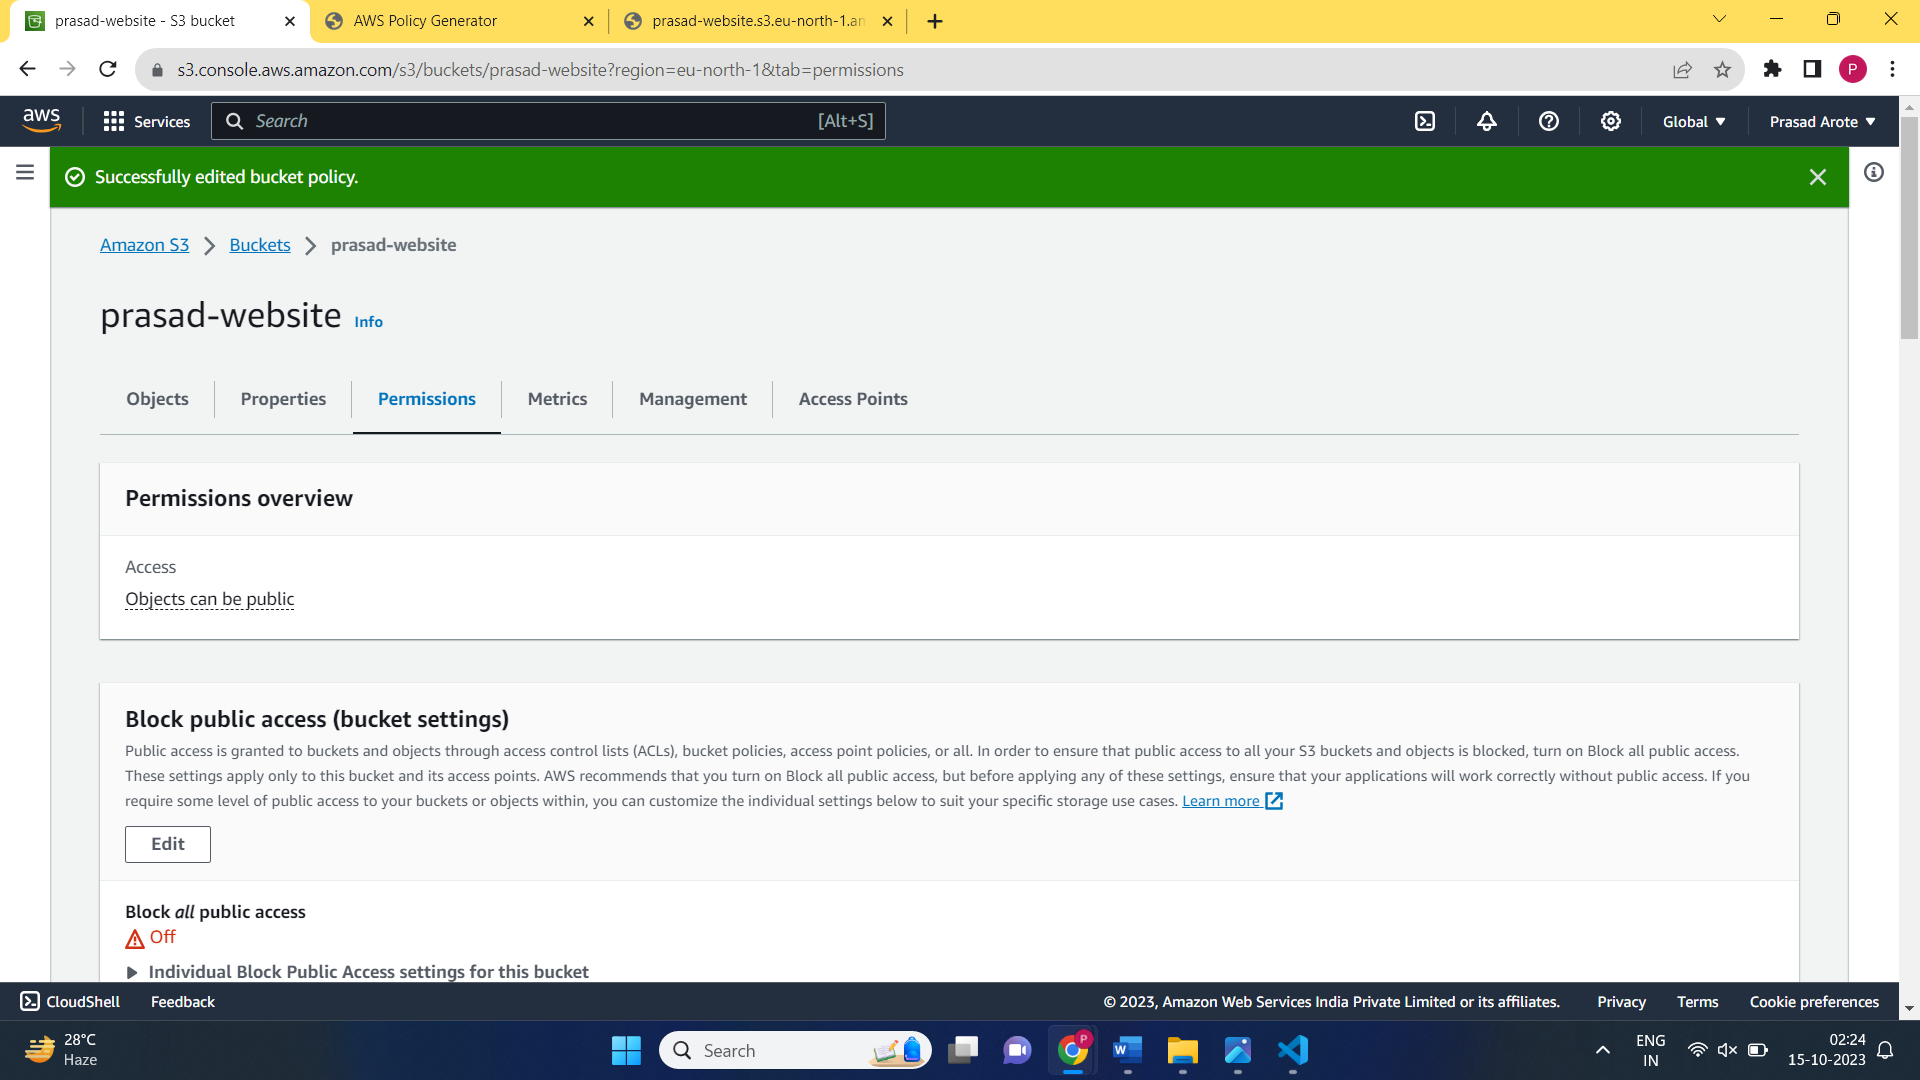 prasad-website - S3 bucket
AWS Policy Generator
prasad-website.s3.eu-north-1.am
s3.console.aws.amazon.com/s3/buckets/prasad-website?region=eu-north-1&tab=permissions
P
aws
Services
Search
[Alt+S]
Global
Prasad Arote
Successfully edited bucket policy.
Amazon S3
Buckets
prasad-website
prasad-website
Info
Objects
Properties
Permissions
Metrics
Management
Access Points
Permissions overview
Access
Objects can be public
Block public access (bucket settings)
Public access is granted to buckets and objects through access control lists (ACLs), bucket policies, access point policies, or all. In order to ensure that public access to all your S3 buckets and objects is blocked, turn on Block all public access.
These settings apply only to this bucket and its access points. AWS recommends that you turn on Block all public access, but before applying any of these settings, ensure that your applications will work correctly without public access. If you
require some level of public access to your buckets or objects within, you can customize the individual settings below to suit your specific storage use cases. Learn more
Edit
Block all public access
Off
Individual Block Public Access settings for this bucket
CloudShell
Feedback
© 2023, Amazon Web Services India Private Limited or its affiliates.
Privacy
Terms
Cookie preferences
28°C
Haze
Search
P
W
ENG
IN
02:24
15-10-2023